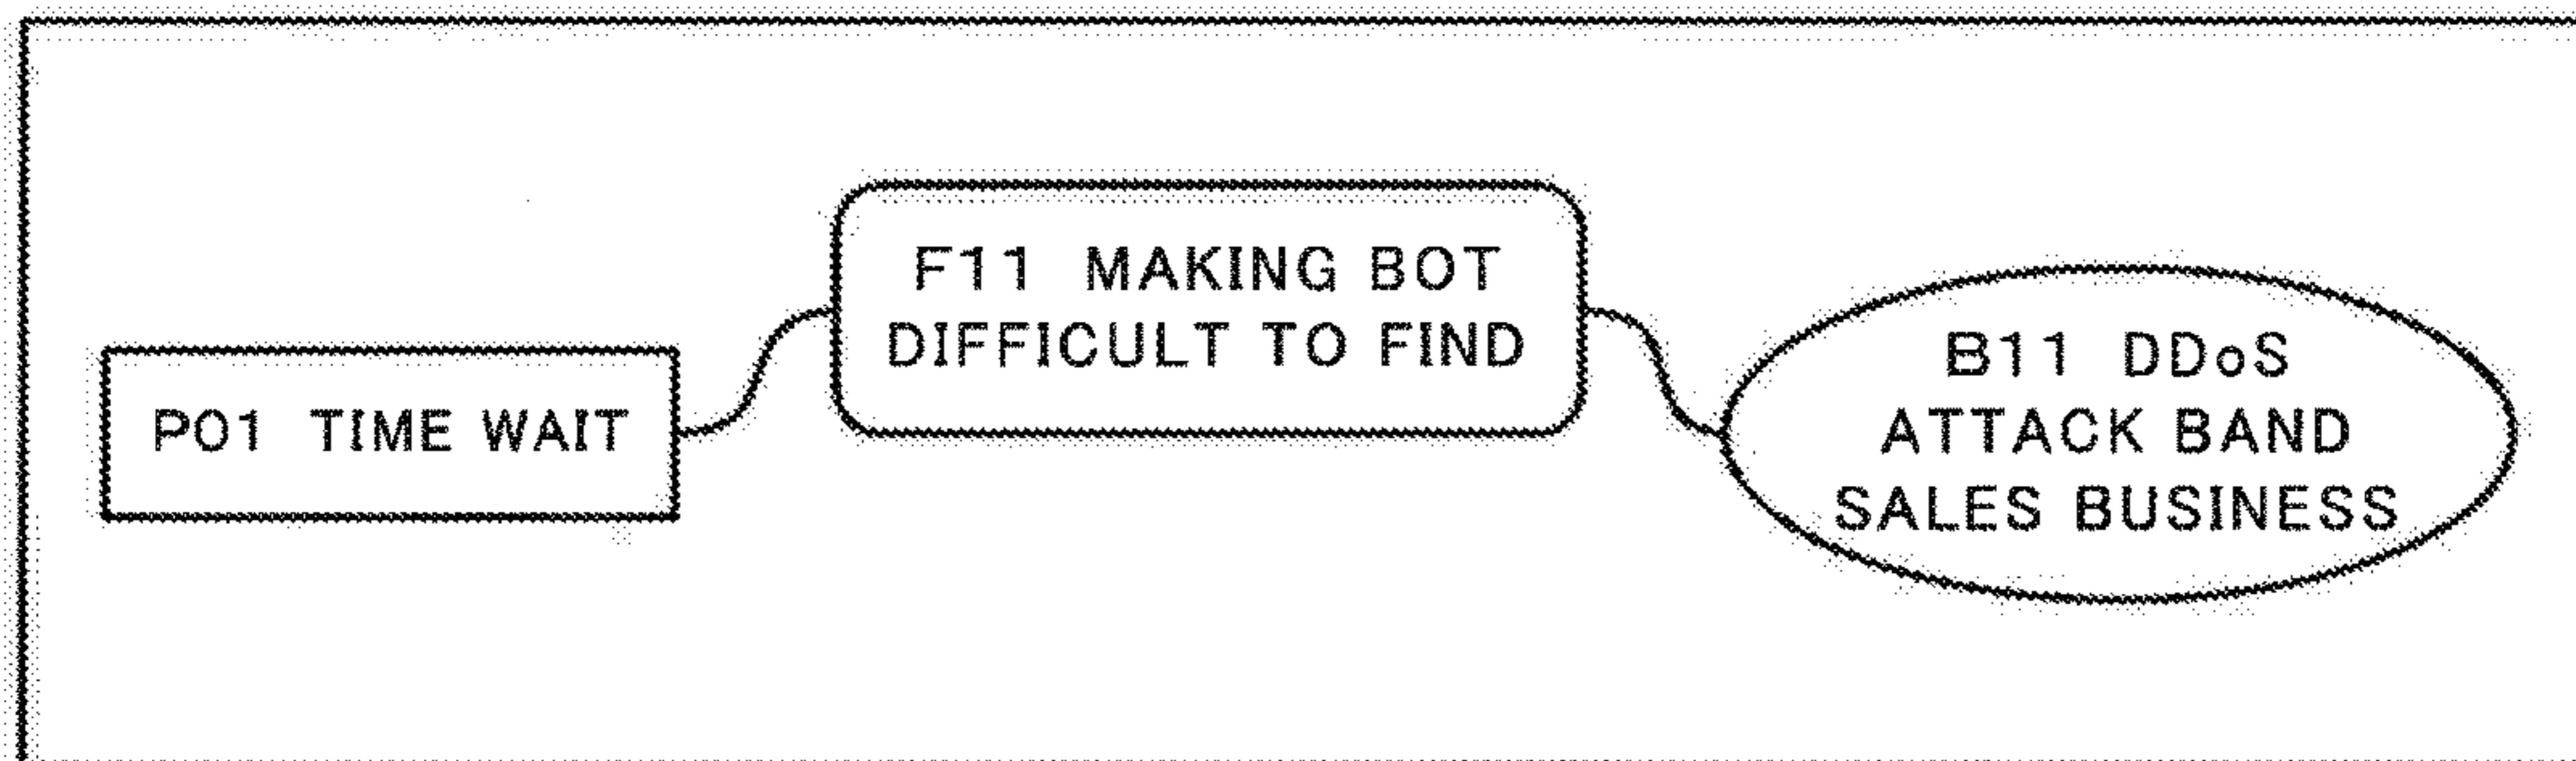 P01 TIME WAIT
F11 MAKING BOT
DIFFICULT TO FIND
B11 DDoS
ATTACK BAND
SALES BUSINESS